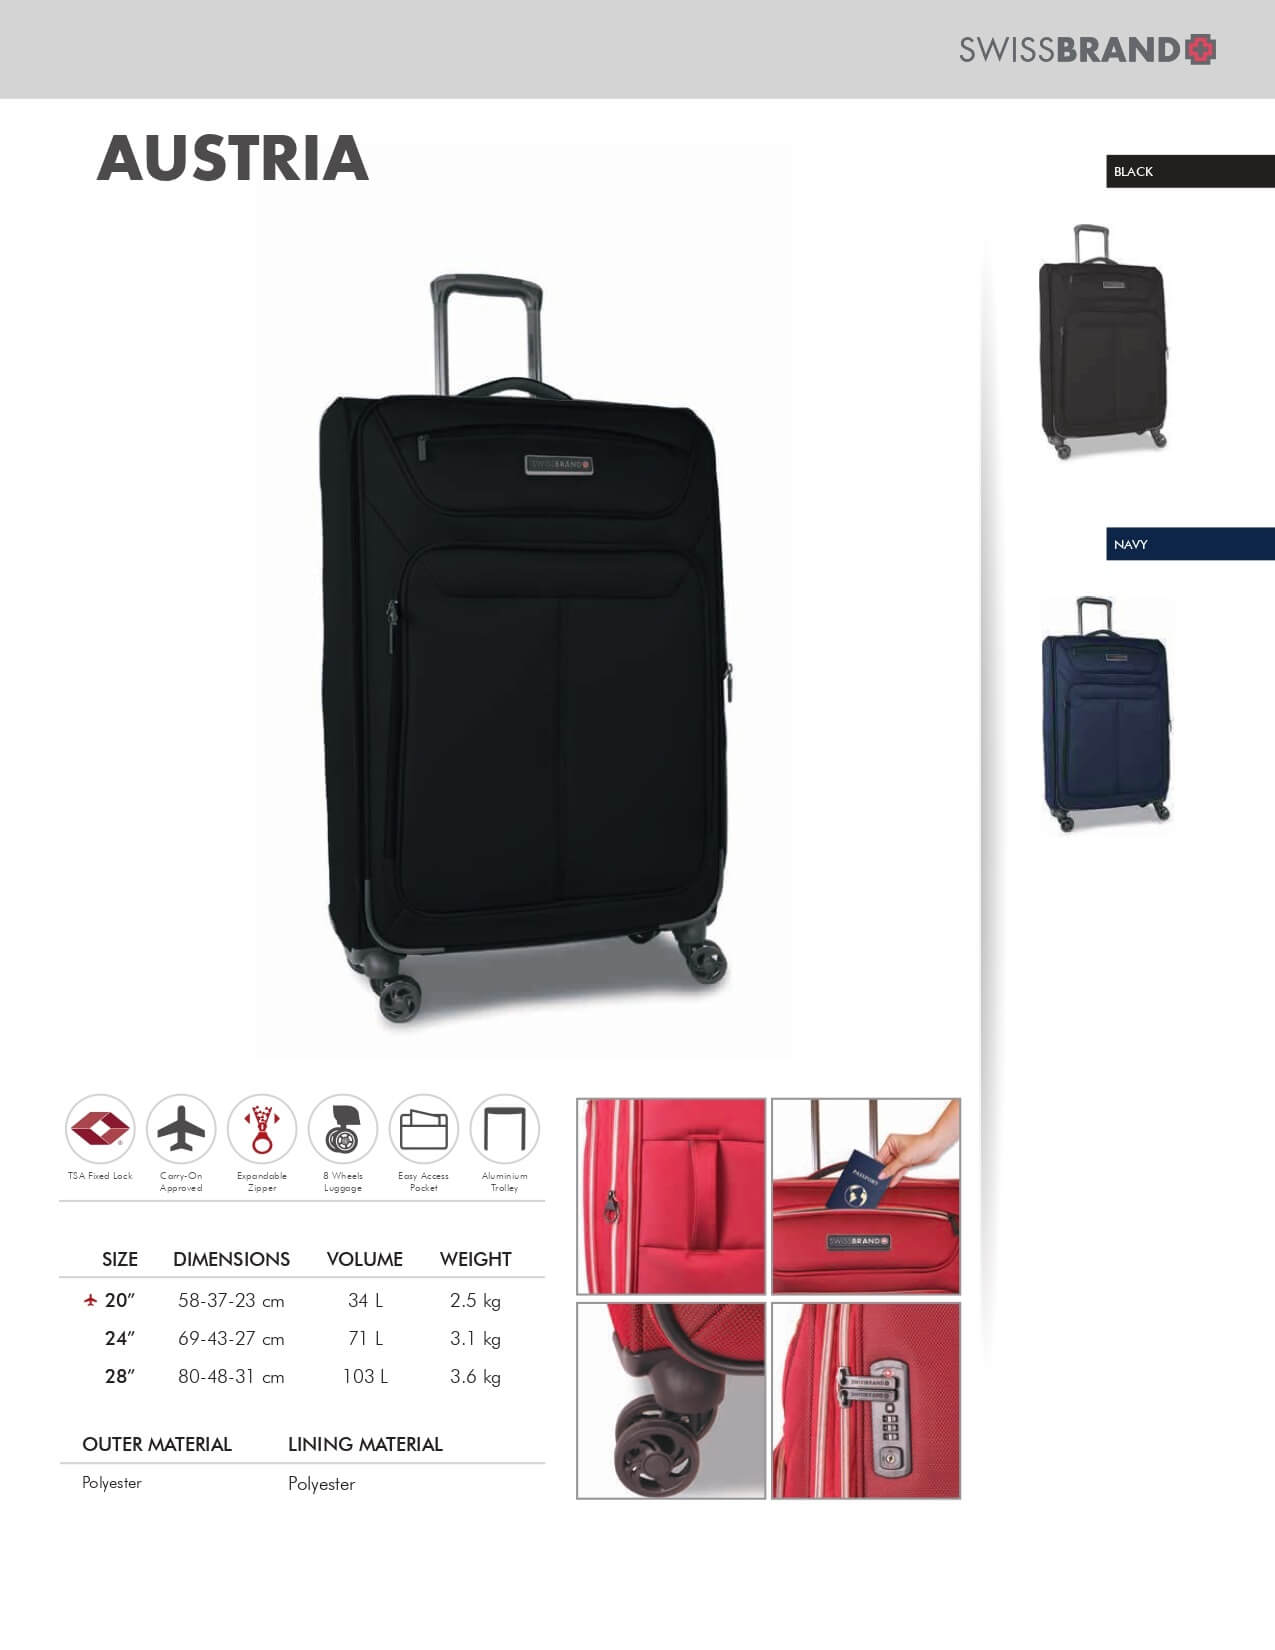 SWISSBRAND
AUSTRIA
BLACK
SWISSBRAND
NAVY
TSA Fixed Lock
Carry-On
Approved
Expandable
Zipper
8 Wheels
Luggage
Easy Access
Pocket
Aluminium
Trolley
PASSPORT
SWISSBRAND
SIZE DIMENSIONS VOLUME WEIGHT
20” 58-37-23 cm 34 L 2.5 kg
24” 69-43-27 cm 71 L 3.1 kg
28” 80-48-31 cm 103 L 3.6 kg
SWISSBRAND
SWISSBRAND
OUTER MATERIAL LINING MATERIAL
Polyester Polyester